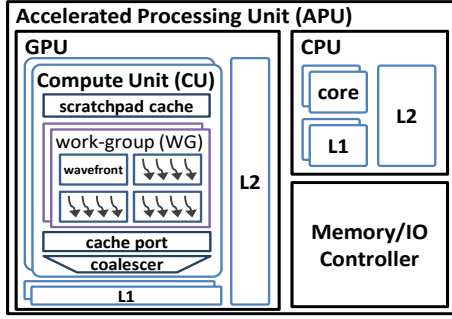 Accelerated Processing Unit (APU)
GPU
Compute Unit (CU)
scratchpad cache
work-group (WG)
wavefront
cache port
coalescer
L1
L2
CPU
core
L1
L2
Memory/IO
Controller